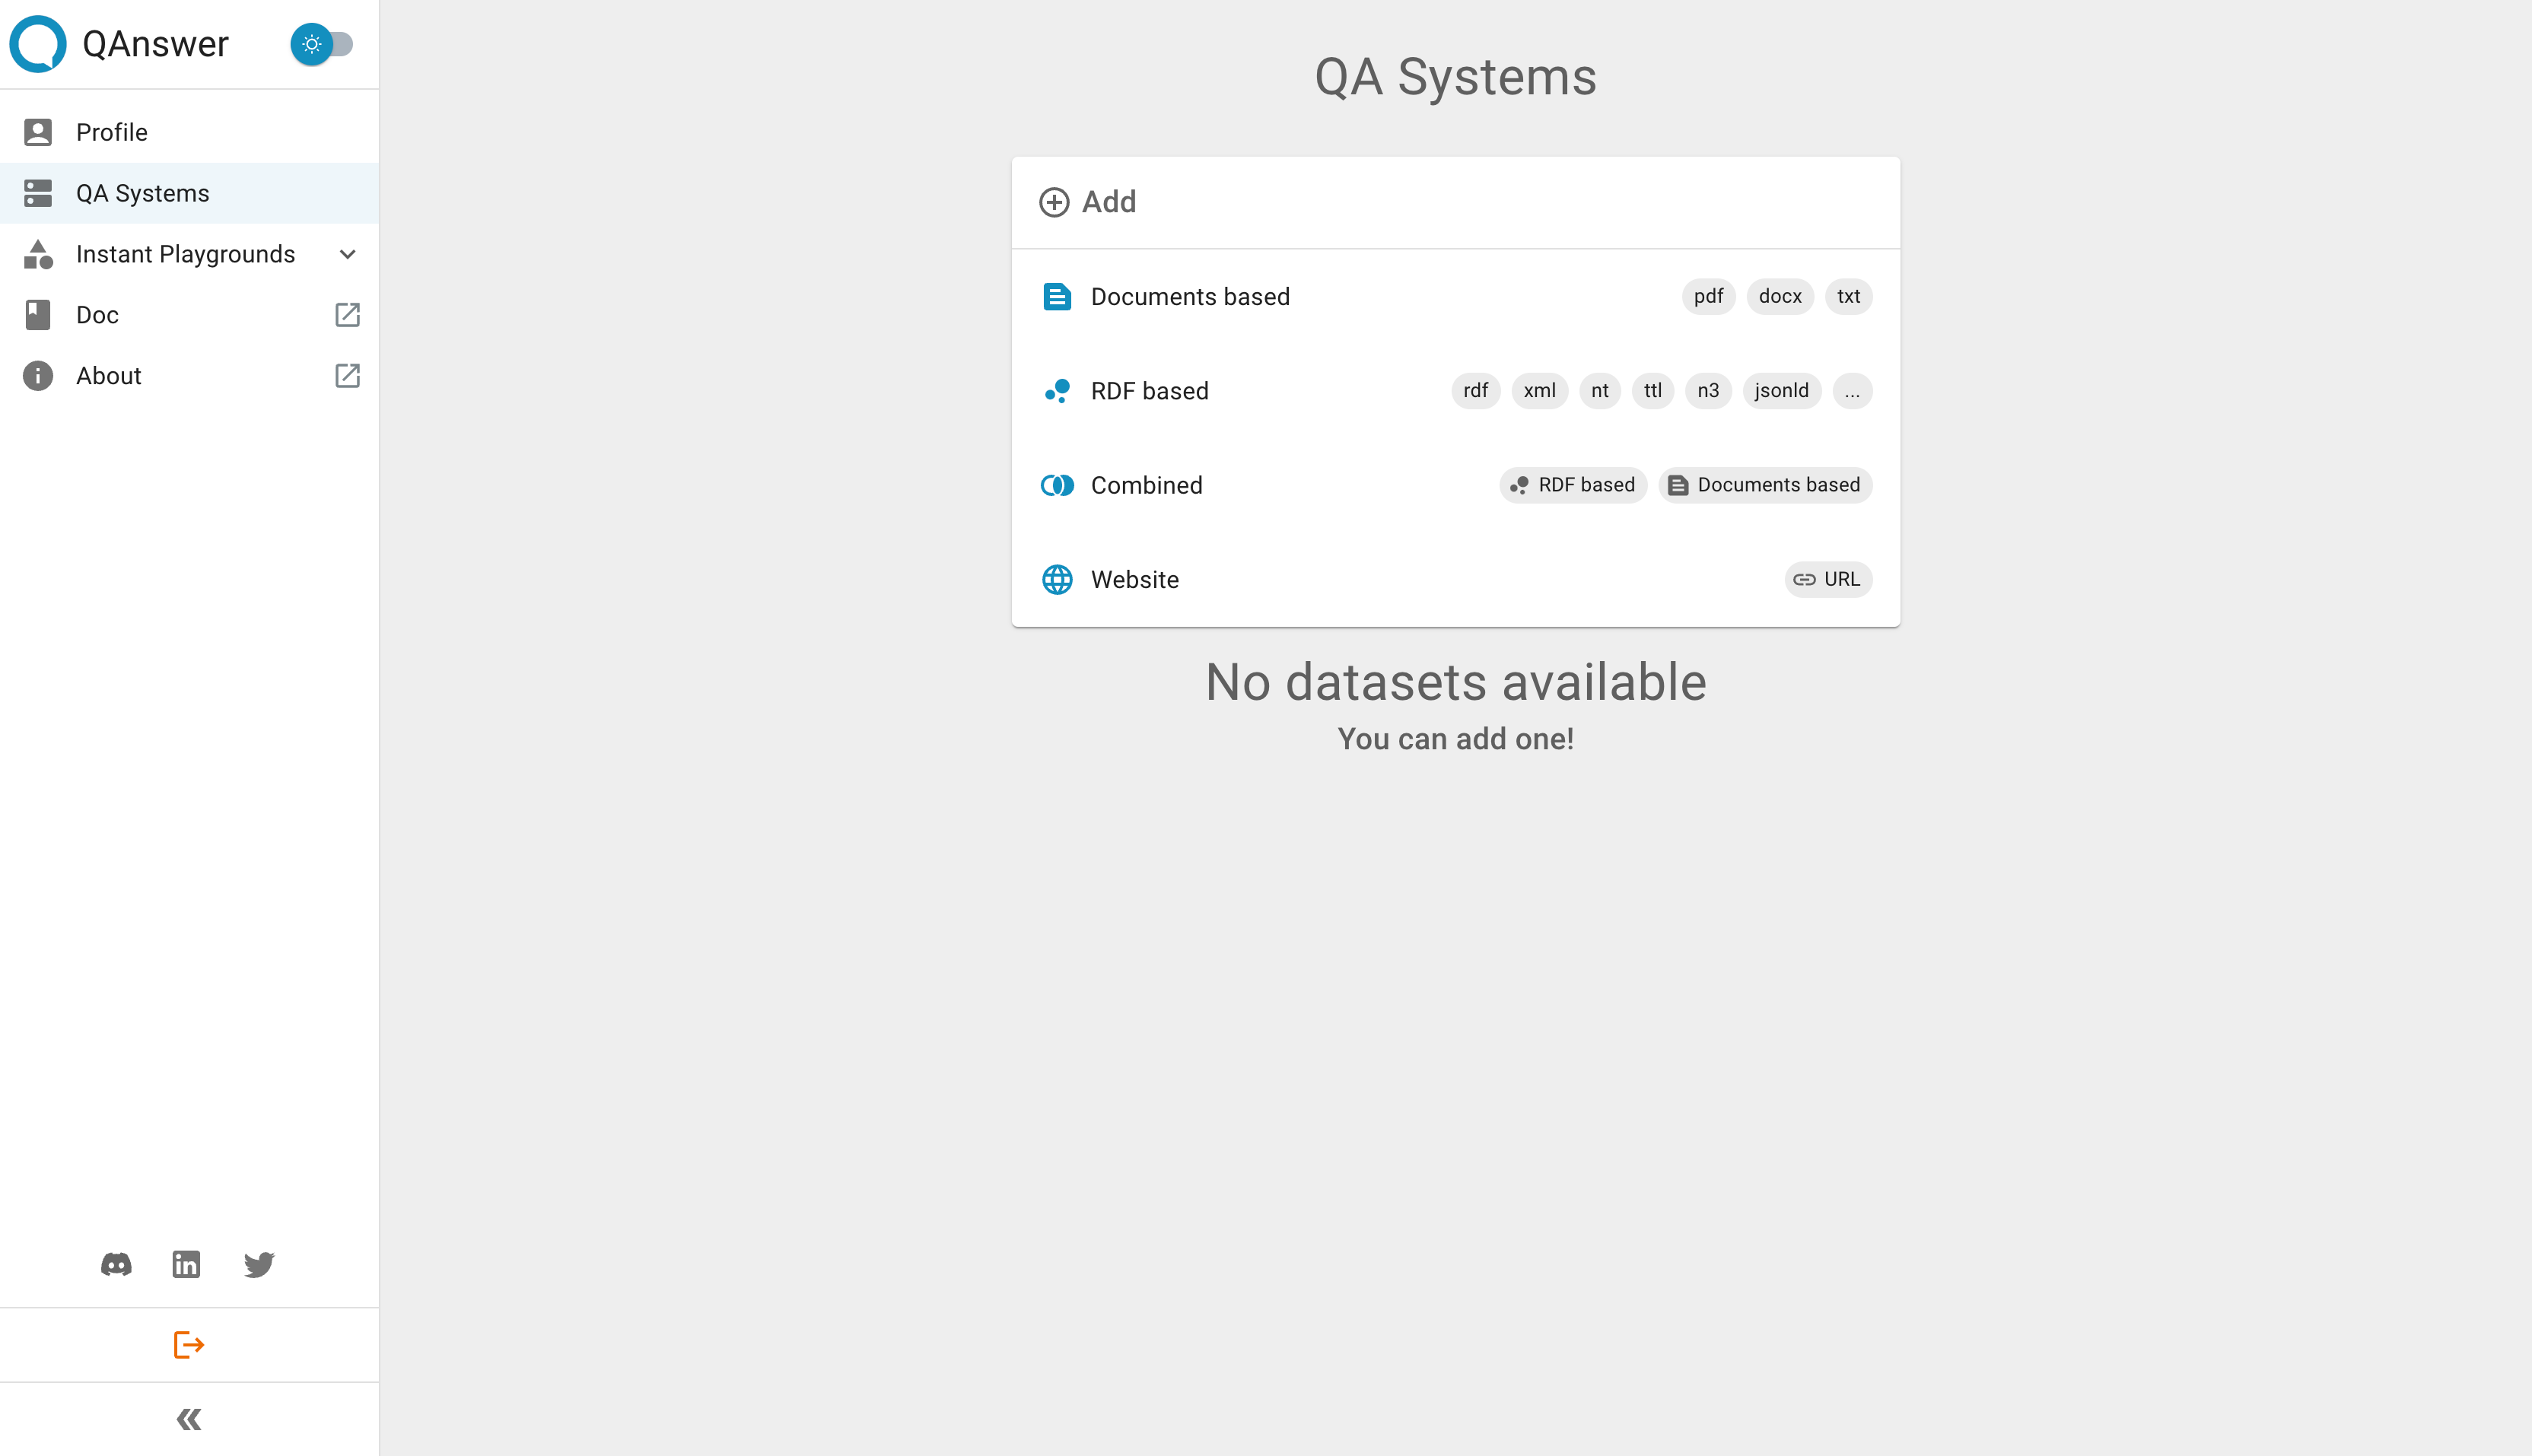 QAnswer
Profile
QA Systems
Instant Playgrounds
Doc
About
QA Systems
Add
Documents based pdf docx txt
RDF based rdf xml nt ttl n3 jsonld ...
Combined RDF based Documents based
Website URL
No datasets available
You can add one!